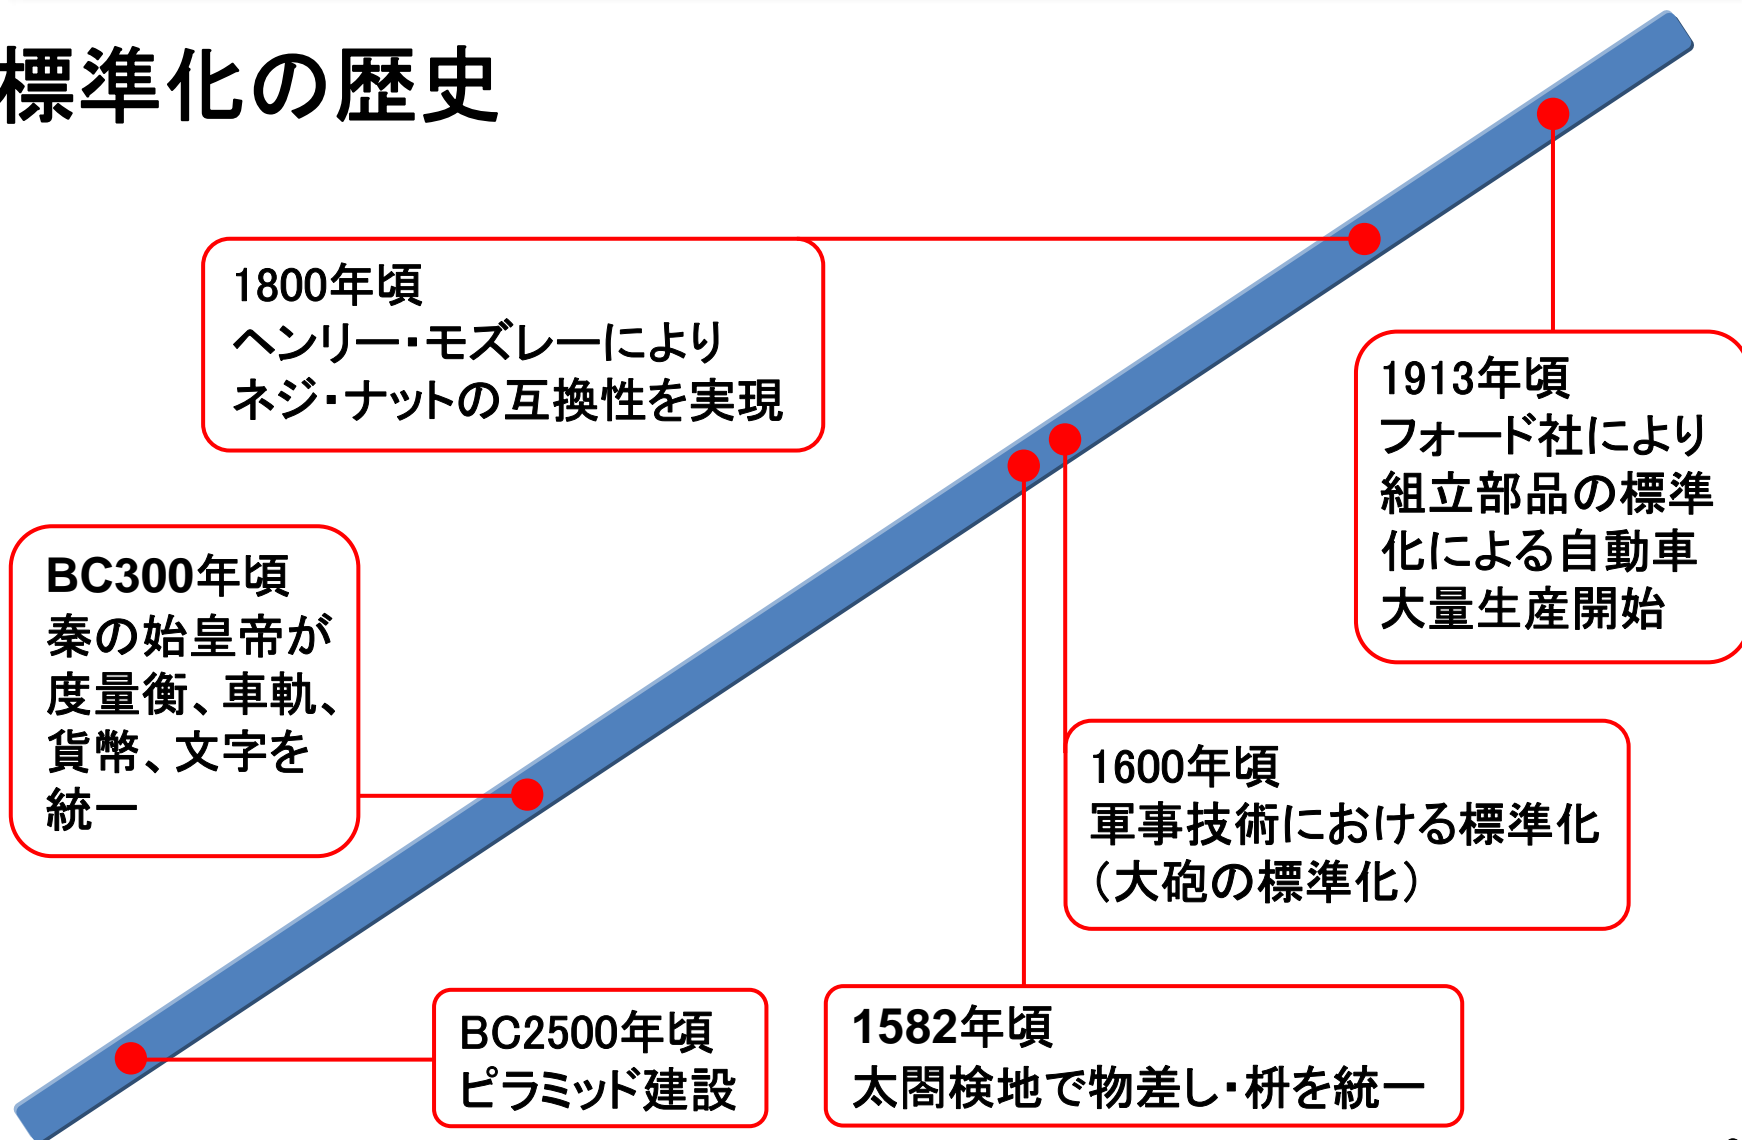 標準化の歴史
1800年頃
ヘンリー・モズレーにより
ネジ・ナットの互換性を実現
1913年頃
フォード社により
組立部品の標準
化による自動車
大量生産開始
BC300年頃
秦の始皇帝が
度量衡、車軌、
貨幣、文字を
統一
1600年頃
軍事技術における標準化
（大砲の標準化）
BC2500年頃
ピラミッド建設
1582年頃
太閤検地で物差し・枡を統一